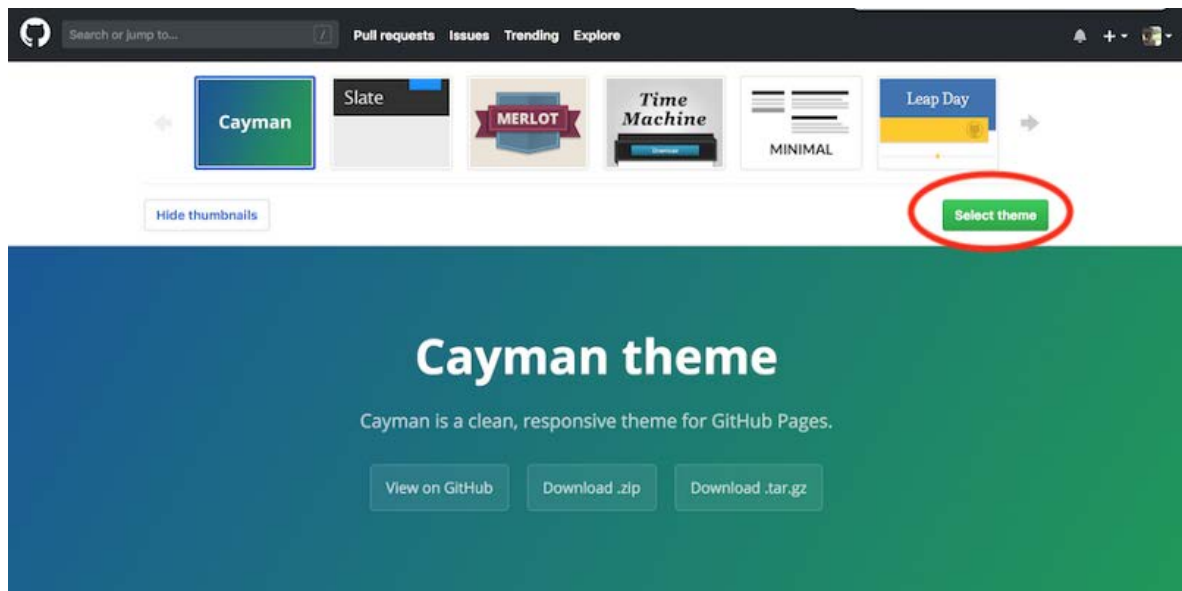 Search or jump to... / Pull requests Issues Trending Explore
Cayman
Slate
MERLOT
Time
Machine
Download
MINIMAL
Leap Day
Hide thumbnails
Select theme
Cayman theme
Cayman is a clean, responsive theme for GitHub Pages.
View on GitHub Download .zip Download .tar.gz